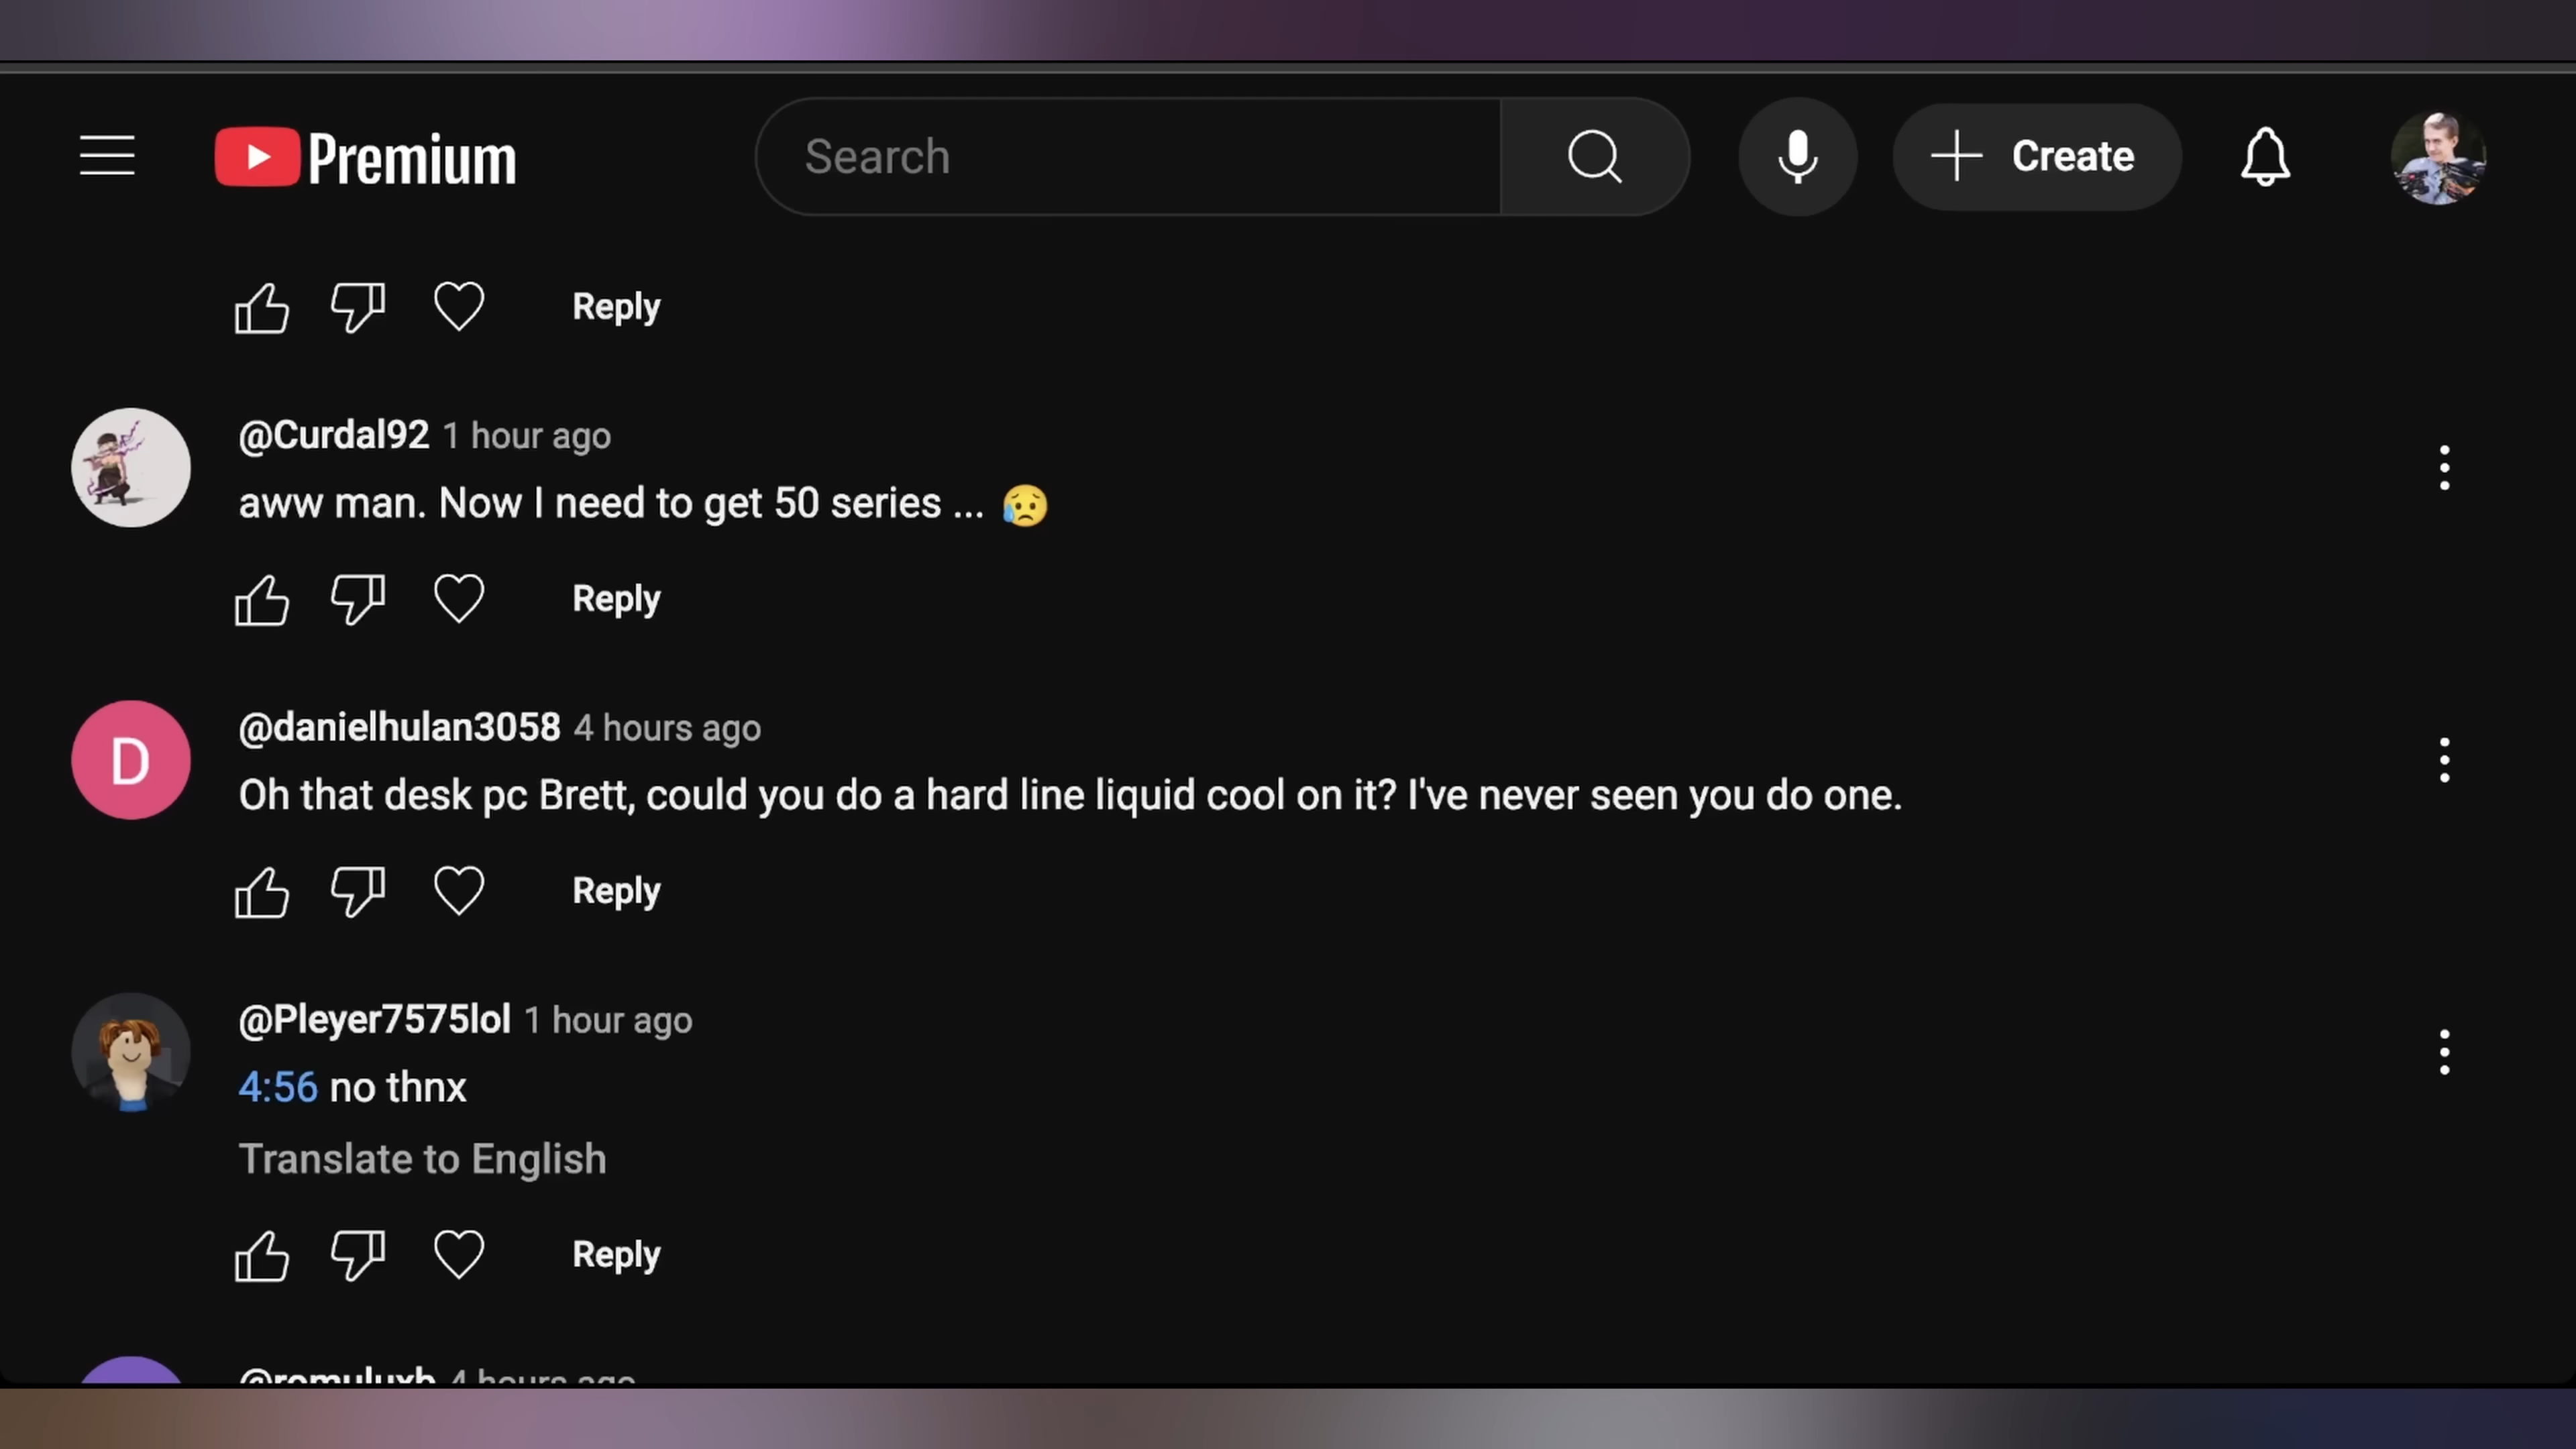 Premium
Search
Create
Reply
@Curdal92 1 hour ago
aww man. Now I need to get 50 series ... 😥
Reply
D
@danielhulan3058 4 hours ago
Oh that desk pc Brett, could you do a hard line liquid cool on it? I've never seen you do one.
Reply
@Pleyer7575lol 1 hour ago
4:56 no thnx
Translate to English
Reply
@romuluxb 4 hours ago